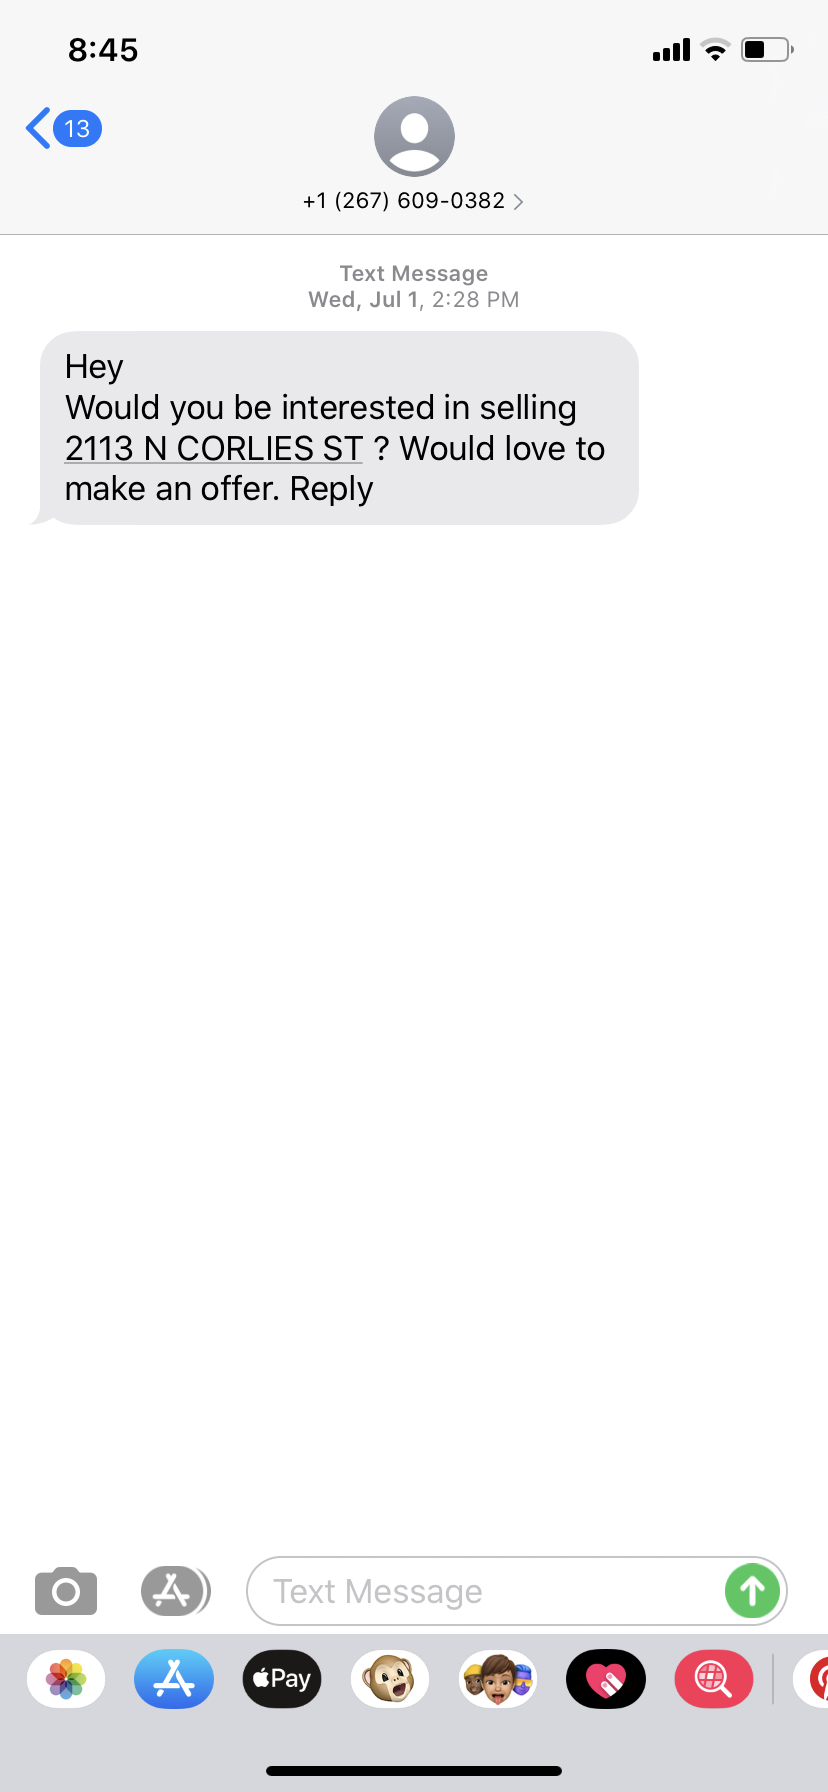 8:45
13
+1 (267) 609-0382
Text Message
Wed, Jul 1, 2:28 PM
Hey
Would you be interested in selling
2113 N CORLIES ST ? Would love to
make an offer. Reply
Text Message
Pay